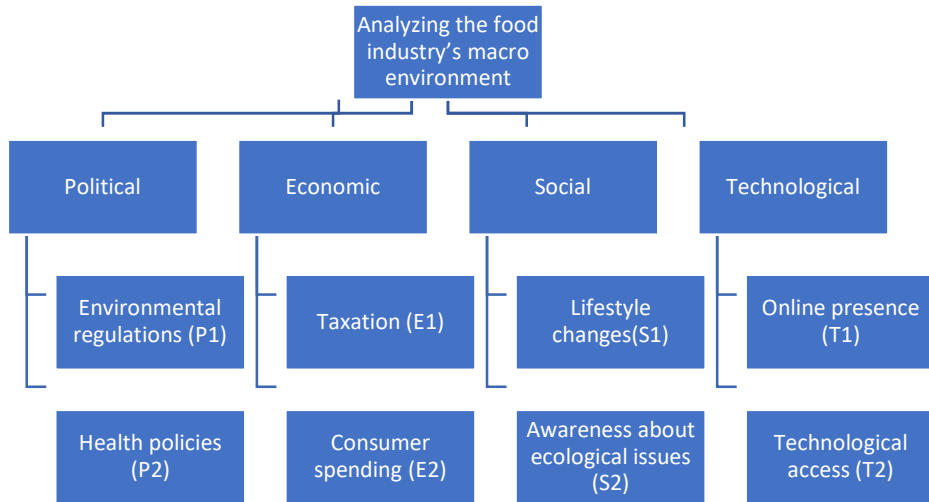 Analyzing the food
industry’s macro
environment
Political
Economic
Social
Technological
Environmental
regulations (P1)
Taxation (E1)
Lifestyle
changes(S1)
Online presence
(T1)
Health policies
(P2)
Consumer
spending (E2)
Awareness about
ecological issues
(S2)
Technological
access (T2)